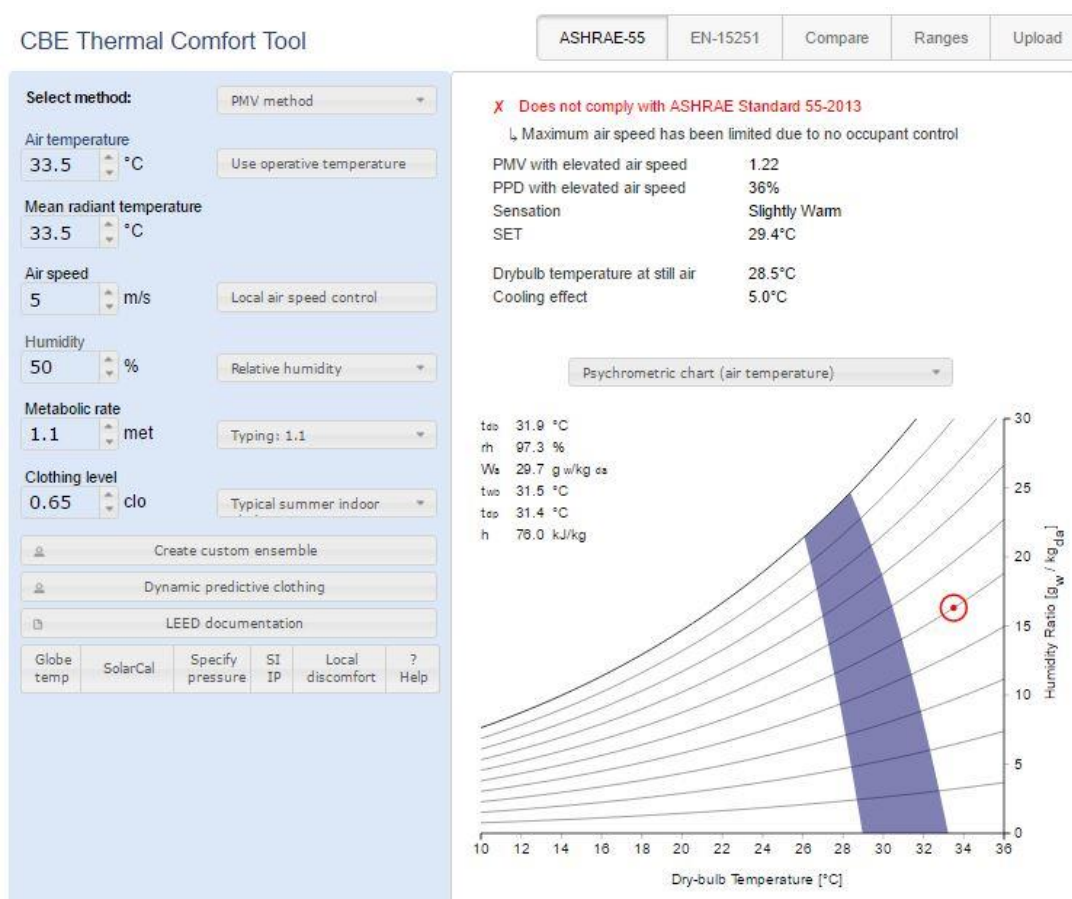 CBE Thermal Comfort Tool
ASHRAE-55 EN-15251 Compare Ranges Upload
Select method: PMV method
Air temperature
33.5 °C Use operative temperature
Mean radiant temperature
33.5 °C
Air speed
5 m/s Local air speed control
Humidity
50 % Relative humidity
Metabolic rate
1.1 met Typing: 1.1
Clothing level
0.65 clo Typical summer indoor
Create custom ensemble
Dynamic predictive clothing
LEED documentation
Globe temp SolarCal Specify pressure SI IP Local discomfort ? Help
✗ Does not comply with ASHRAE Standard 55-2013
↳ Maximum air speed has been limited due to no occupant control
PMV with elevated air speed 1.22
PPD with elevated air speed 36%
Sensation Slightly Warm
SET 29.4°C
Drybulb temperature at still air 28.5°C
Cooling effect 5.0°C
Psychrometric chart (air temperature)
tdb 31.9 °C
rh 97.3 %
Wa 29.7 g w/kg da
twb 31.5 °C
tdp 31.4 °C
h 76.0 kJ/kg
30
25
20
15
10
5
0
Humidity Ratio [gw / kgda]
10 12 14 16 18 20 22 24 26 28 30 32 34 36
Dry-bulb Temperature [°C]